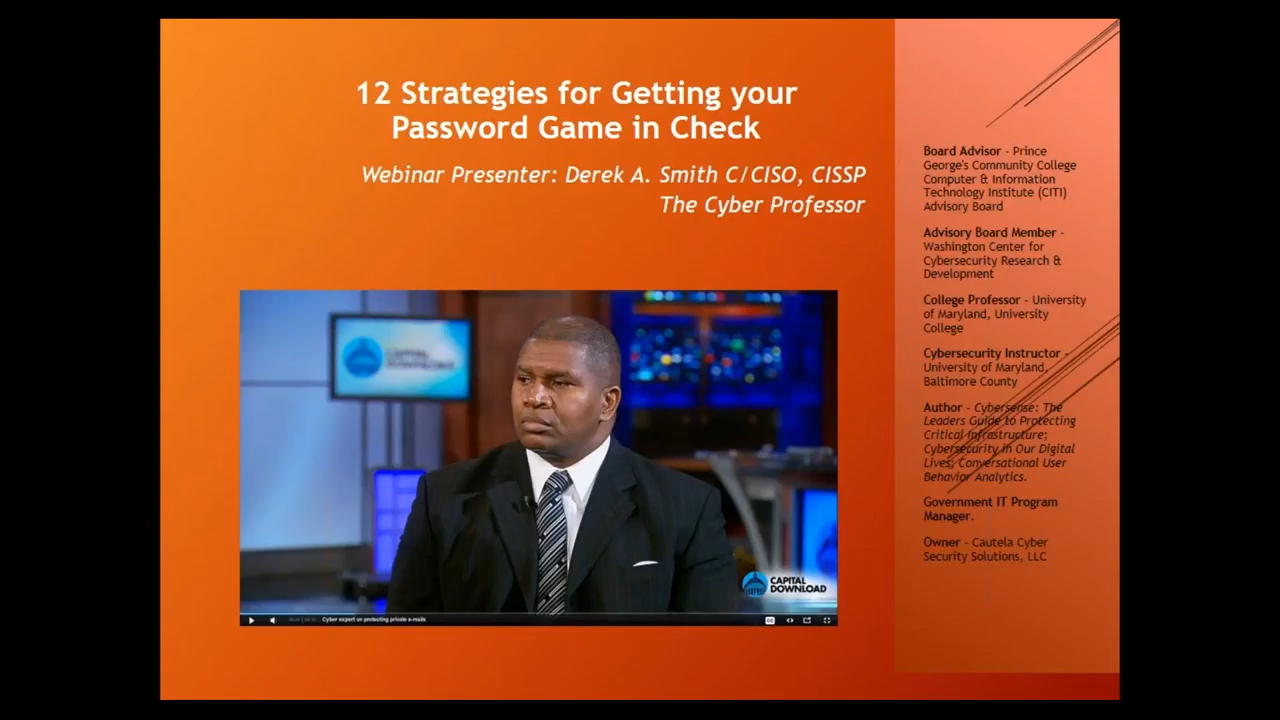 12 Strategies for Getting your
Password Game in Check
Webinar Presenter: Derek A. Smith C/CISO, CISSP
The Cyber Professor
Board Advisor - Prince
George's Community College
Computer & Information
Technology Institute (CITI)
Advisory Board
Advisory Board Member -
Washington Center for
Cybersecurity Research &
Development
College Professor - University
of Maryland, University
College
Cybersecurity Instructor -
University of Maryland,
Baltimore County
Author - Cybersense: The
Leaders Guide to Protecting
Critical Infrastructure;
Cybersecurity in Our Digital
Lives; Conversational User
Behavior Analytics.
Government IT Program
Manager.
Owner - Cautela Cyber
Security Solutions, LLC
CAPITAL
DOWNLOAD
CAPITAL
DOWNLOAD
Cyber expert on protecting private e-mails